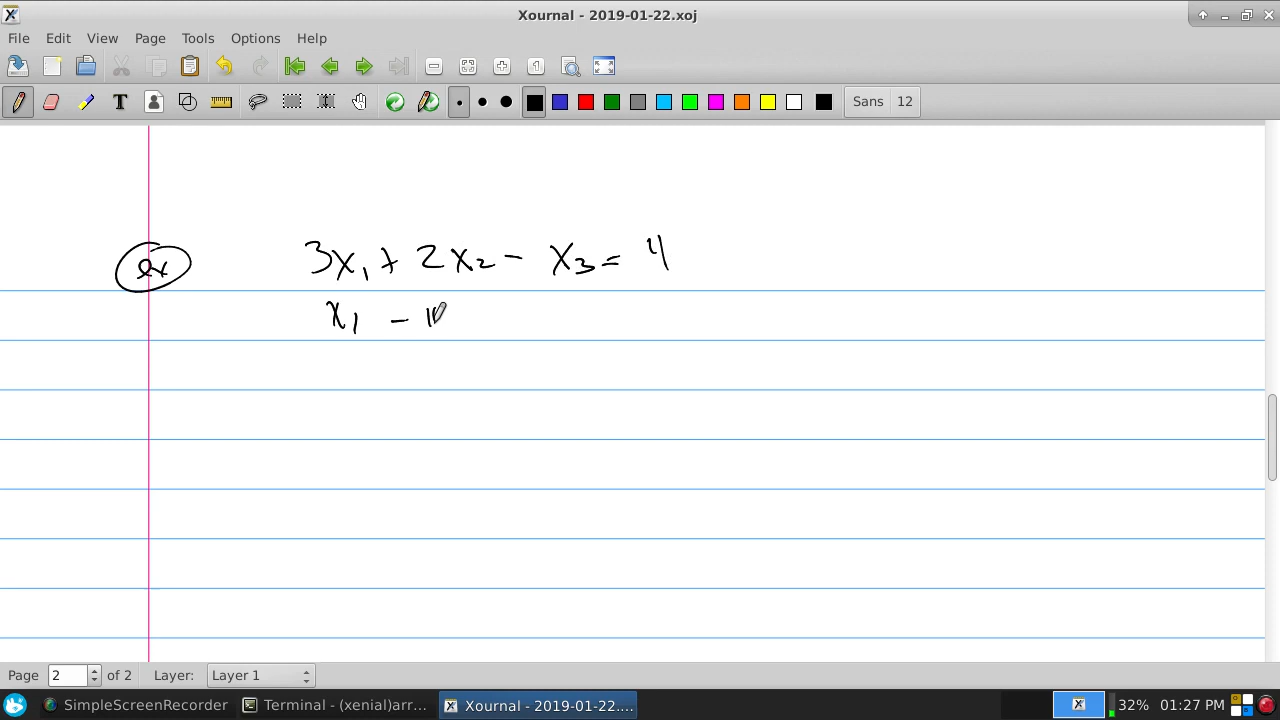 Xournal - 2019-01-22.xoj
File Edit View Page Tools Options Help
Sans 12
ex 3x₁ + 2x₂ - x₃ = 4
x₁ -
Page 2 of 2 Layer: Layer 1
SimpleScreenRecorder Terminal - (xenial)arr... Xournal - 2019-01-22.... 32% 01:27 PM